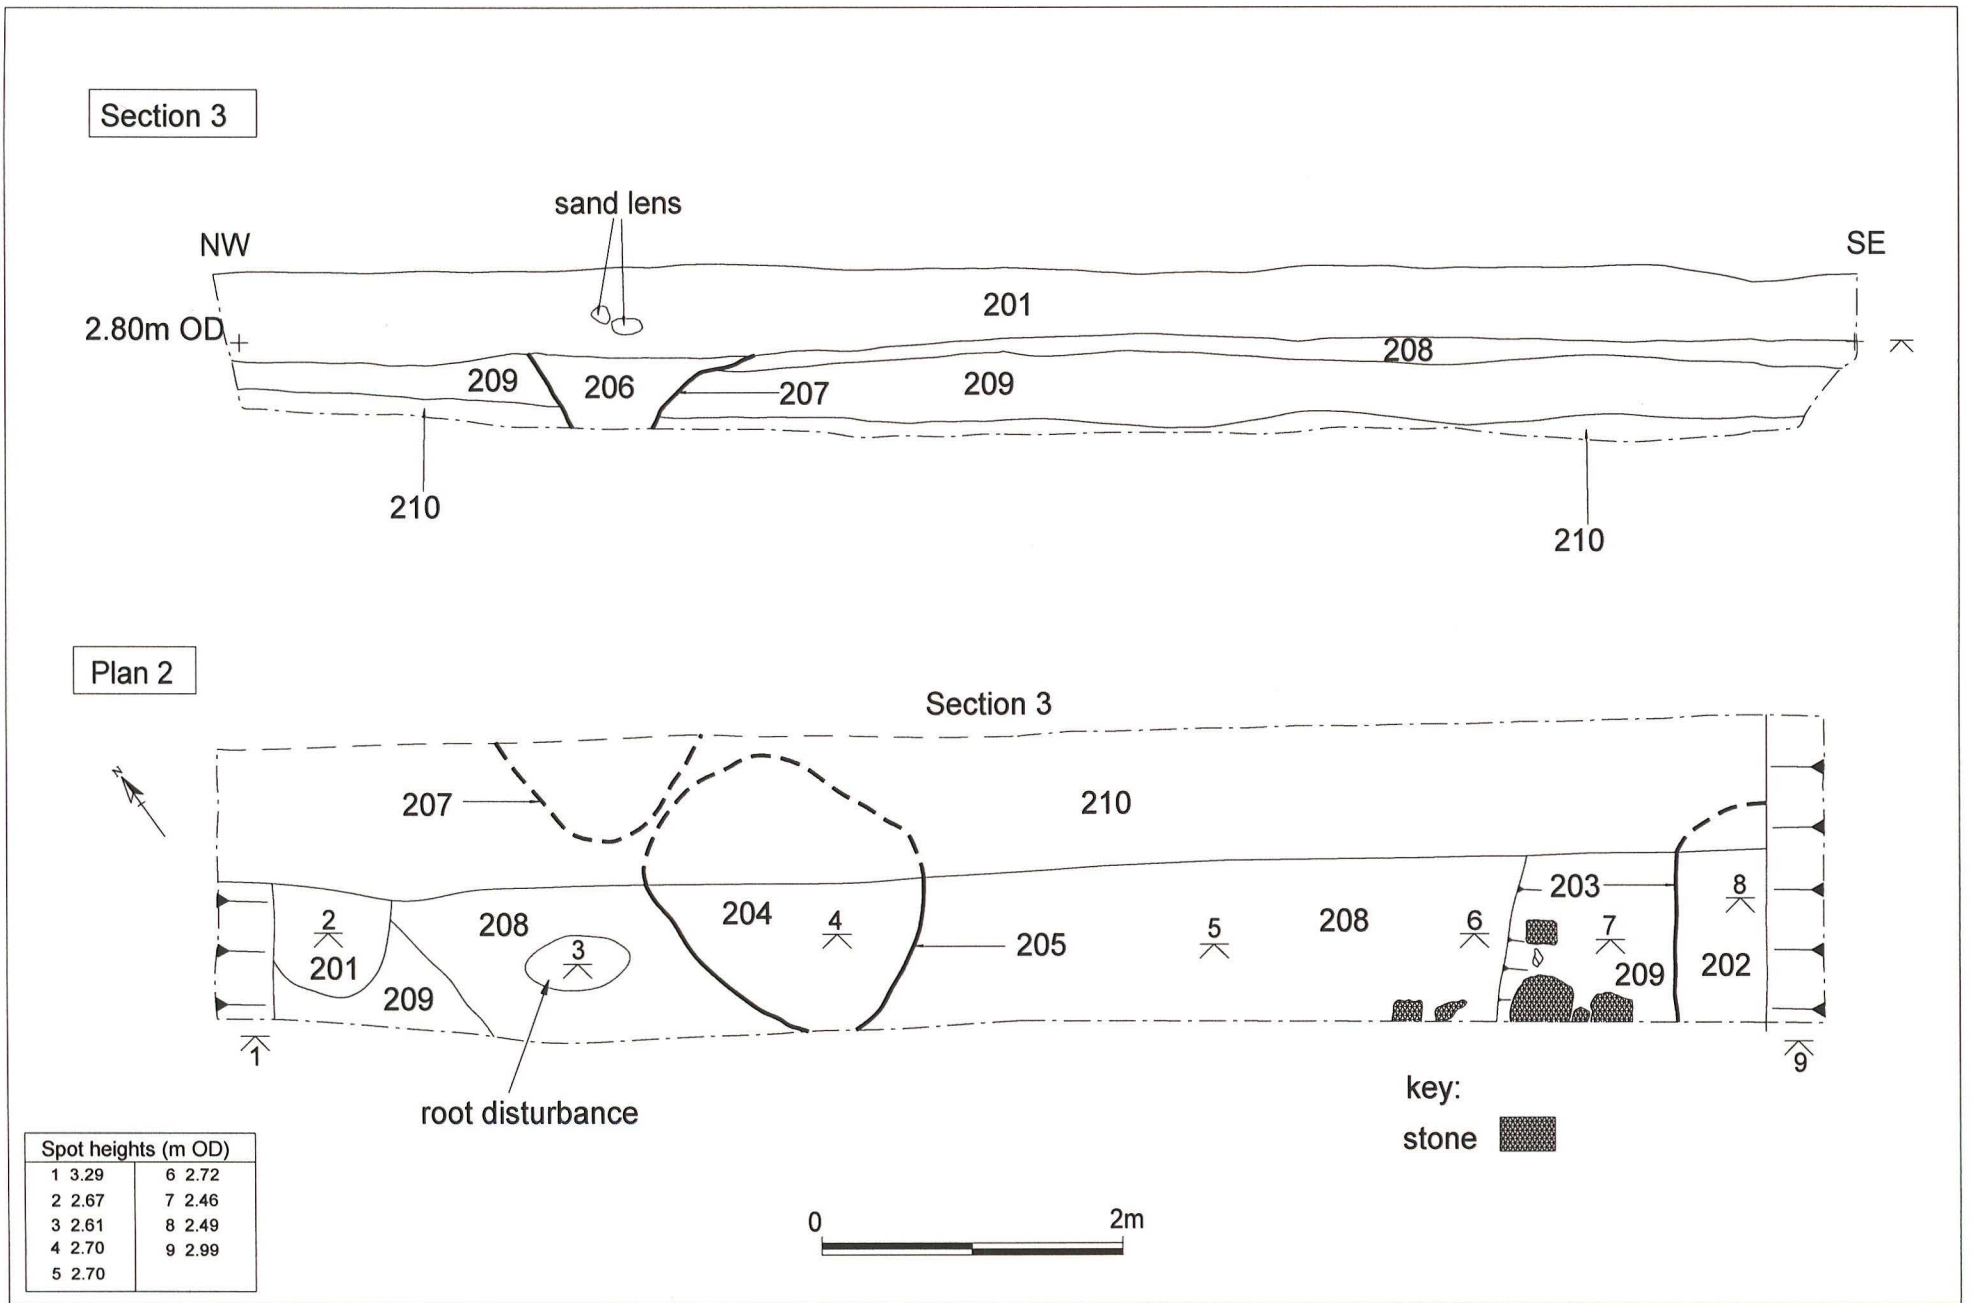 Section 3
sand lens
NW
SE
201
2.80m OD
208
209
206
207
209
210
210
Plan 2
Section 3
N
207
210
203
8
2
208
204
4
5
208
6
7
205
201
3
209
209
202
1
9
root disturbance
key:
stone
Spot heights (m OD)
1 3.29
2 2.67
3 2.61
4 2.70
5 2.70
6 2.72
7 2.46
8 2.49
9 2.99
0
2m